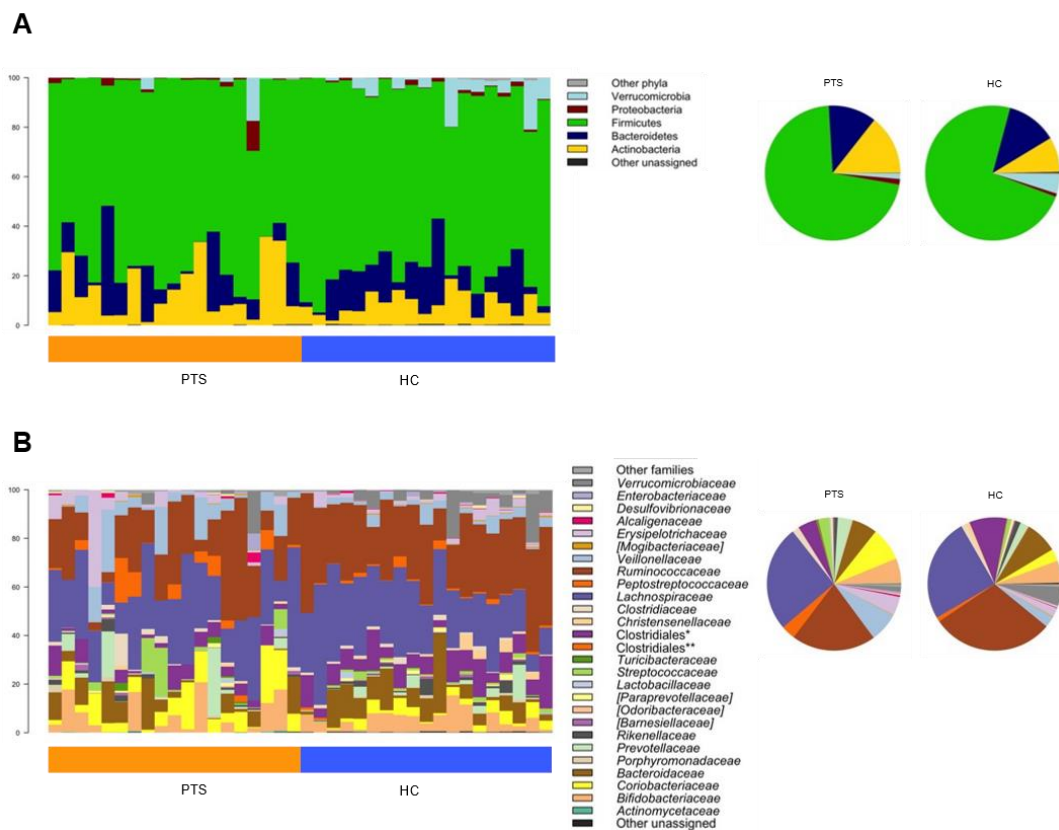 A
100
80
60
40
20
0
PTS
HC
Other phyla
Verrucomicrobia
Proteobacteria
Firmicutes
Bacteroidetes
Actinobacteria
Other unassigned
PTS
HC
B
100
80
60
40
20
0
PTS
HC
Other families
Verrucomicrobiaceae
Enterobacteriaceae
Desulfovibrionaceae
Alcaligenaceae
Erysipelotrichaceae
[Mogibacteriaceae]
Veillonellaceae
Ruminococcaceae
Peptostreptococcaceae
Lachnospiraceae
Clostridiaceae
Christensenellaceae
Clostridiales*
Clostridiales**
Turicibacteraceae
Streptococcaceae
Lactobacillaceae
[Paraprevotellaceae]
[Odoribacteraceae]
[Barnesiellaceae]
Rikenellaceae
Prevotellaceae
Porphyromonadaceae
Bacteroidaceae
Coriobacteriaceae
Bifidobacteriaceae
Actinomycetaceae
Other unassigned
PTS
HC